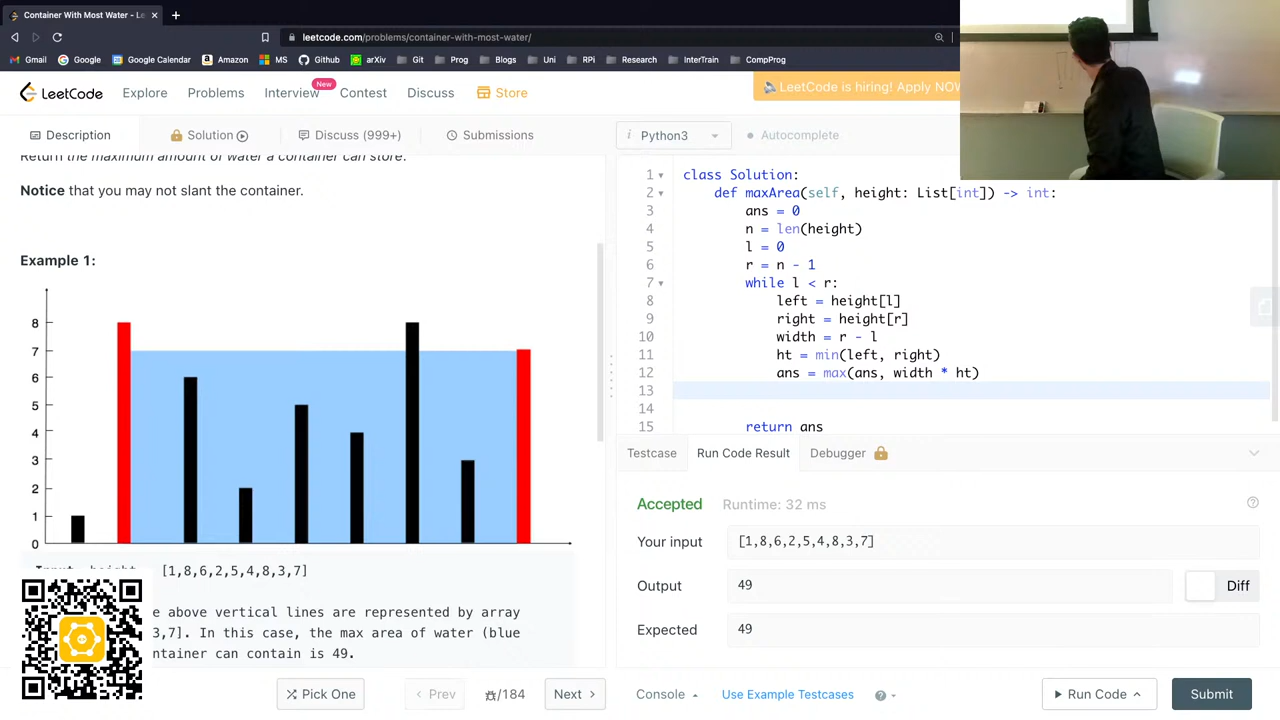 Container With Most Water - Le
leetcode.com/problems/container-with-most-water/
Gmail Google Google Calendar Amazon MS Github arXiv Git Prog Blogs Uni RPi Research InterTrain CompProg
LeetCode Explore Problems Interview New Contest Discuss Store
LeetCode is hiring! Apply NOW
Description Solution Discuss (999+) Submissions
i Python3 Autocomplete
Return the maximum amount of water a container can store.
Notice that you may not slant the container.
Example 1:
8
7
6
5
4
3
2
1
0
[1,8,6,2,5,4,8,3,7]
e above vertical lines are represented by array
3,7]. In this case, the max area of water (blue
ntainer can contain is 49.
1 class Solution:
2 def maxArea(self, height: List[int]) -> int:
3 ans = 0
4 n = len(height)
5 l = 0
6 r = n - 1
7 while l < r:
8 left = height[l]
9 right = height[r]
10 width = r - l
11 ht = min(left, right)
12 ans = max(ans, width * ht)
13
14
15 return ans
Testcase Run Code Result Debugger
Accepted Runtime: 32 ms
Your input [1,8,6,2,5,4,8,3,7]
Output 49 Diff
Expected 49
Pick One Prev /184 Next
Console Use Example Testcases Run Code Submit